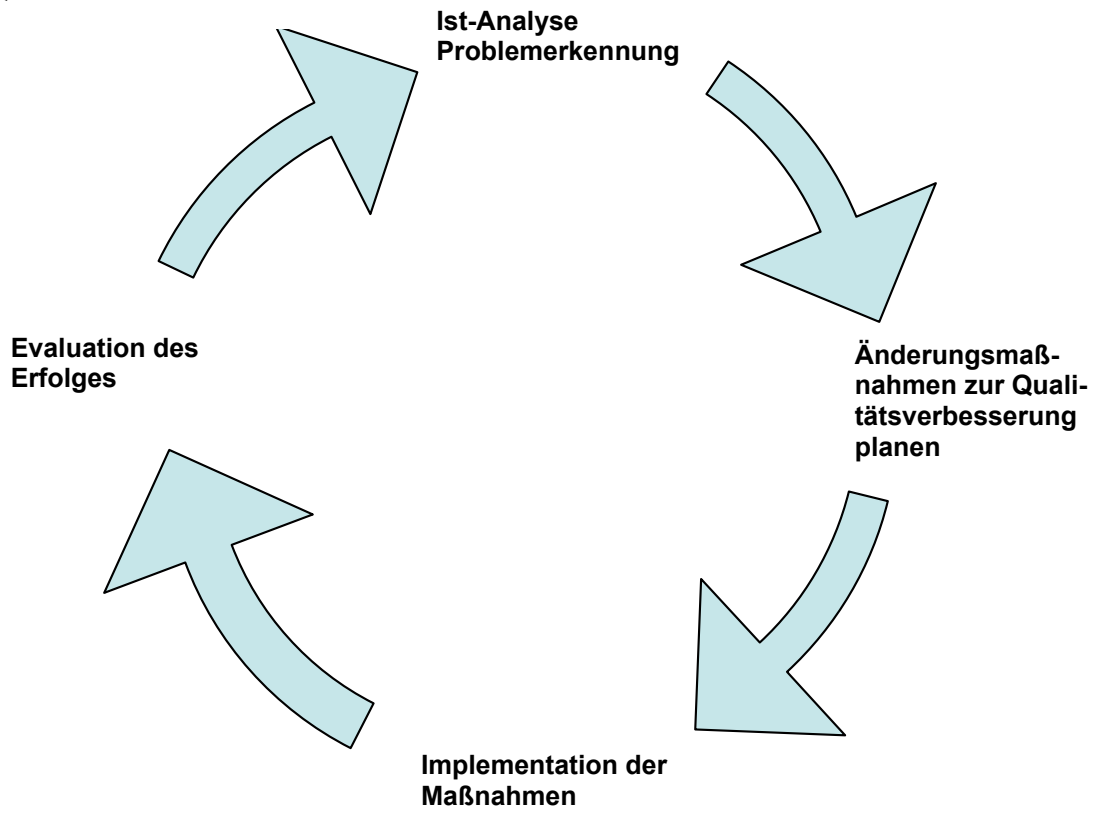 Ist-Analyse
Problemerkennung
Änderungsmaß-
nahmen zur Quali-
tätsverbesserung
planen
Implementation der
Maßnahmen
Evaluation des
Erfolges